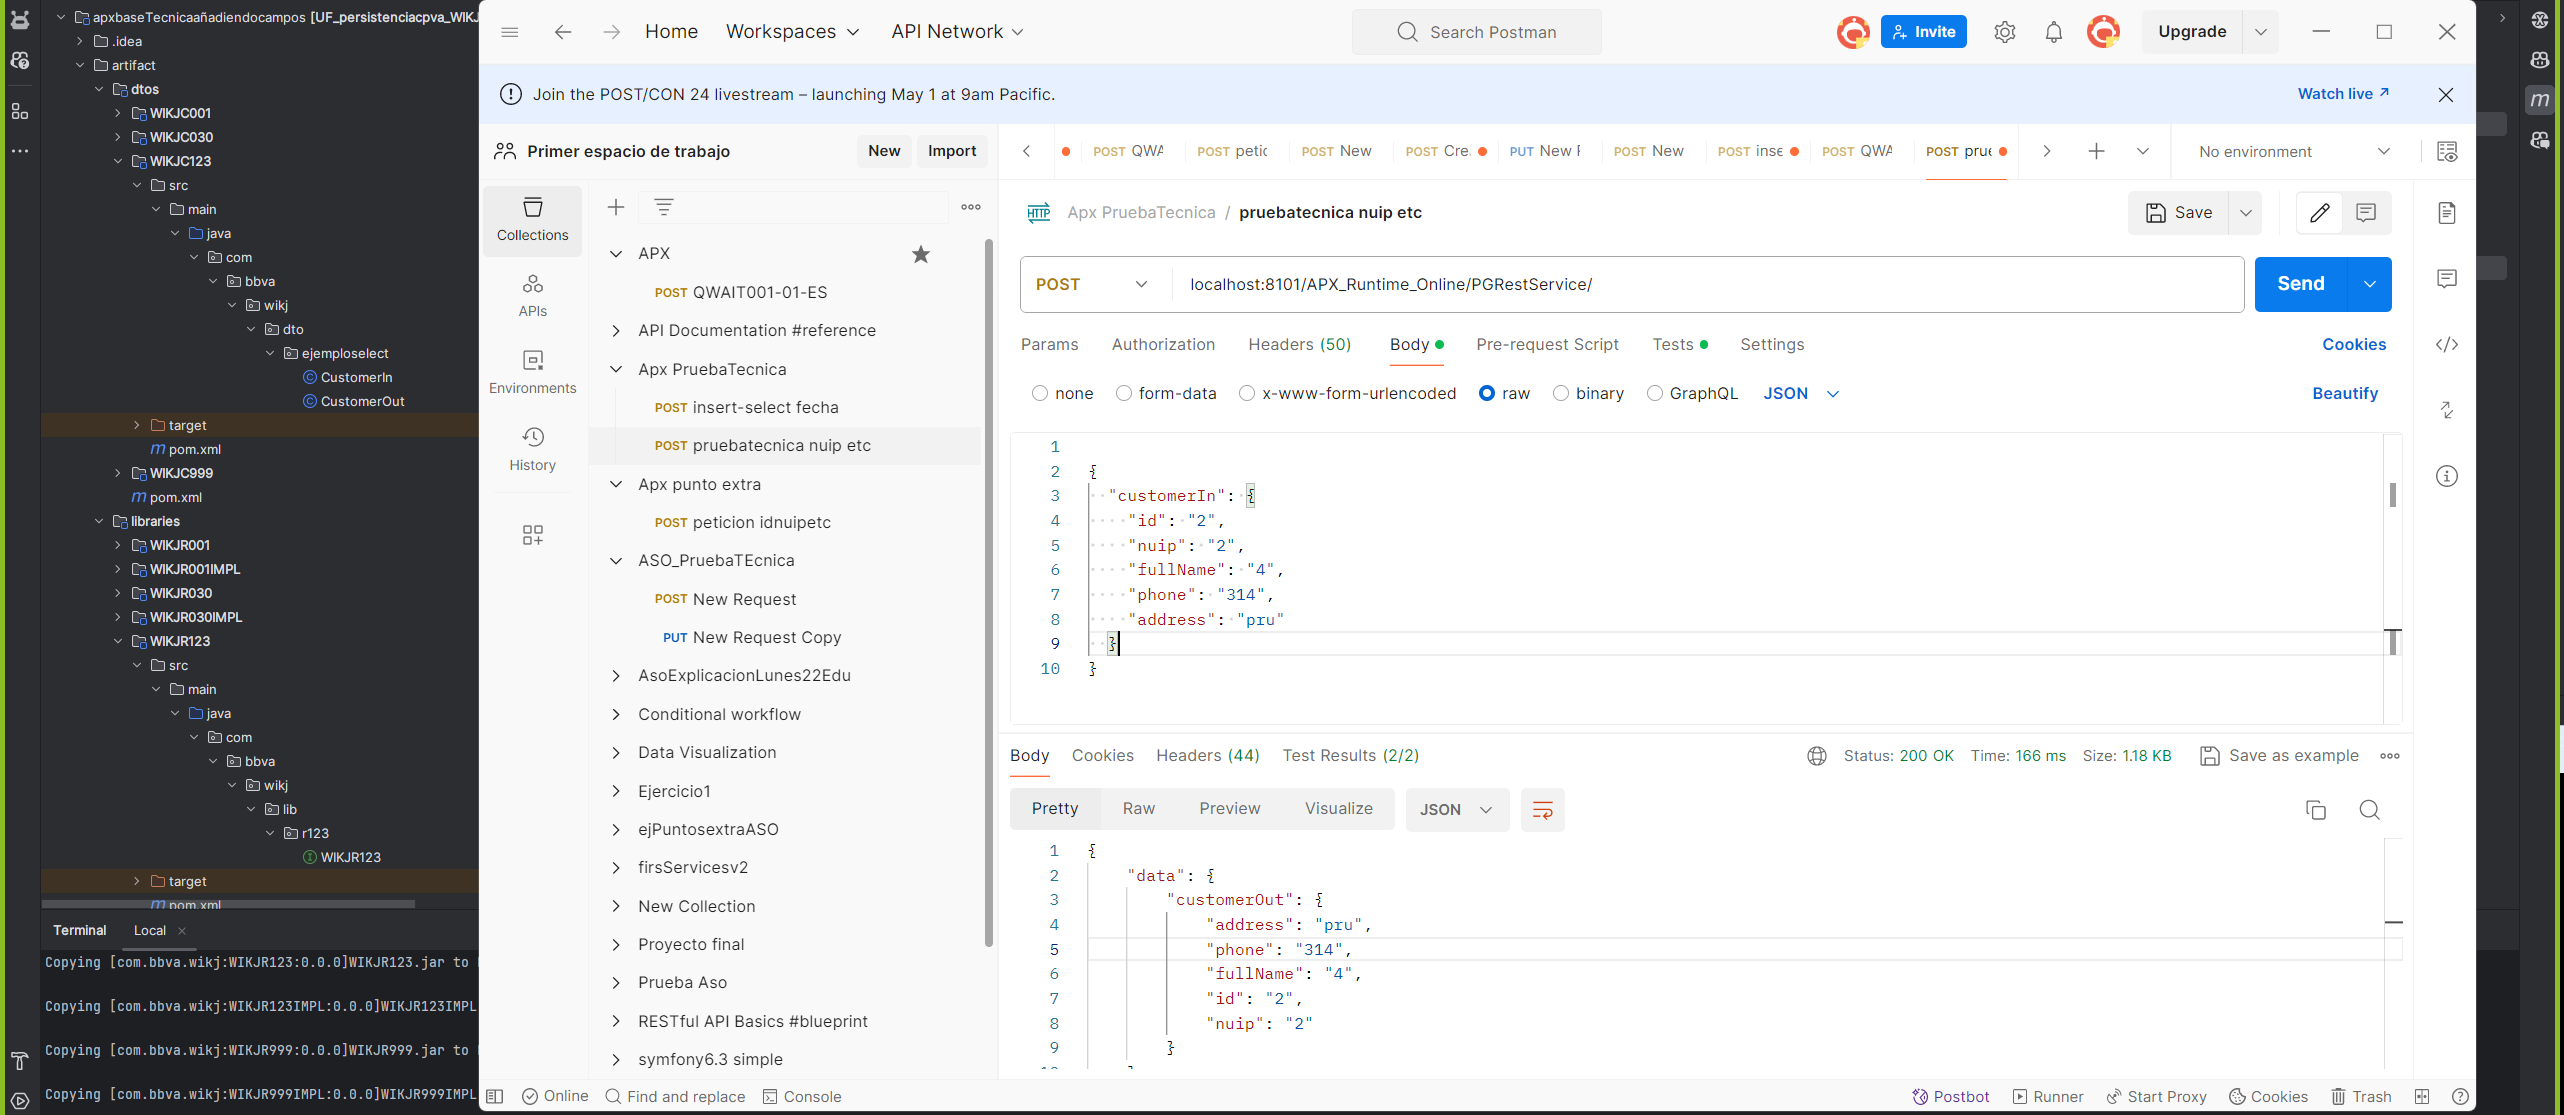 apxbaseTecnicaañadiendocampos [UF_persistenciacpva_WIKJ
.idea
artifact
dtos
WIKJC001
WIKJC030
WIKJC123
src
main
java
com
bbva
wikj
dto
ejemploselect
CustomerIn
CustomerOut
target
pom.xml
WIKJC999
pom.xml
libraries
WIKJR001
WIKJR001IMPL
WIKJR030
WIKJR030IMPL
WIKJR123
src
main
java
com
bbva
wikj
lib
r123
WIKJR123
target
pom.xml
Terminal Local
Copying [com.bbva.wikj:WIKJR123:0.0.0]WIKJR123.jar to
Copying [com.bbva.wikj:WIKJR123IMPL:0.0.0]WIKJR123IMPL
Copying [com.bbva.wikj:WIKJR999:0.0.0]WIKJR999.jar to
Copying [com.bbva.wikj:WIKJR999IMPL:0.0.0]WIKJR999IMPL
Home Workspaces API Network Search Postman Invite Upgrade
Join the POST/CON 24 livestream – launching May 1 at 9am Pacific. Watch live
Primer espacio de trabajo New Import
Collections
APIs
Environments
History
APX
POST QWAIT001-01-ES
API Documentation #reference
Apx PruebaTecnica
POST insert-select fecha
POST pruebatecnica nuip etc
Apx punto extra
POST peticion idnuipetc
ASO_PruebaTEcnica
POST New Request
PUT New Request Copy
AsoExplicacionLunes22Edu
Conditional workflow
Data Visualization
Ejercicio1
ejPuntosextraASO
firsServicesv2
New Collection
Proyecto final
Prueba Aso
RESTful API Basics #blueprint
symfony6.3 simple
POST QWA POST petic POST New POST Cre PUT New POST New POST inse POST QWA POST prue No environment
HTTP Apx PruebaTecnica / pruebatecnica nuip etc Save
POST localhost:8101/APX_Runtime_Online/PGRestService/ Send
Params Authorization Headers (50) Body Pre-request Script Tests Settings Cookies
none form-data x-www-form-urlencoded raw binary GraphQL JSON Beautify
1
2 {
3 "customerIn": {
4 "id": "2",
5 "nuip": "2",
6 "fullName": "4",
7 "phone": "314",
8 "address": "pru"
9 }
10 }
Body Cookies Headers (44) Test Results (2/2) Status: 200 OK Time: 166 ms Size: 1.18 KB Save as example
Pretty Raw Preview Visualize JSON
1 {
2 "data": {
3 "customerOut": {
4 "address": "pru",
5 "phone": "314",
6 "fullName": "4",
7 "id": "2",
8 "nuip": "2"
9 }
Online Find and replace Console Postbot Runner Start Proxy Cookies Trash